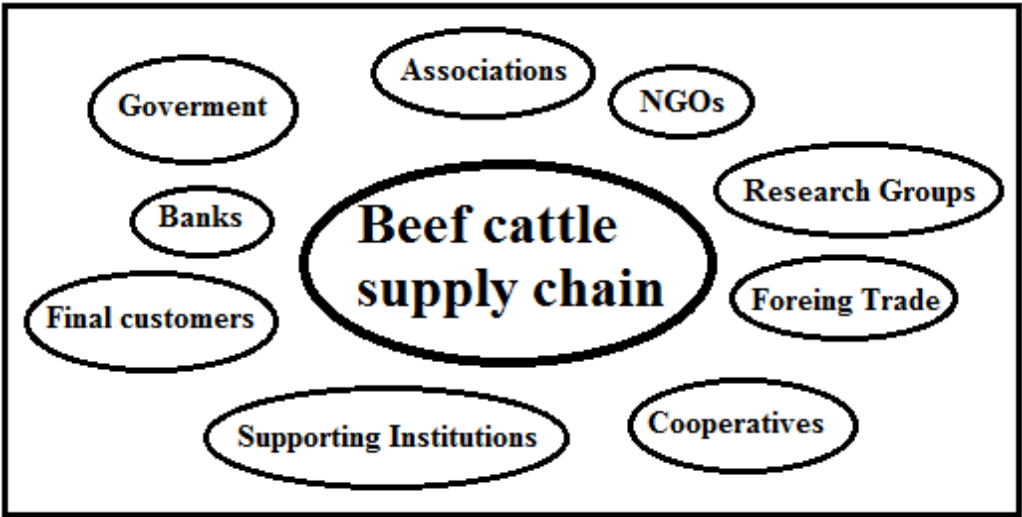 Associations
Goverment
NGOs
Research Groups
Banks
Beef cattle
supply chain
Final customers
Foreing Trade
Supporting Institutions
Cooperatives